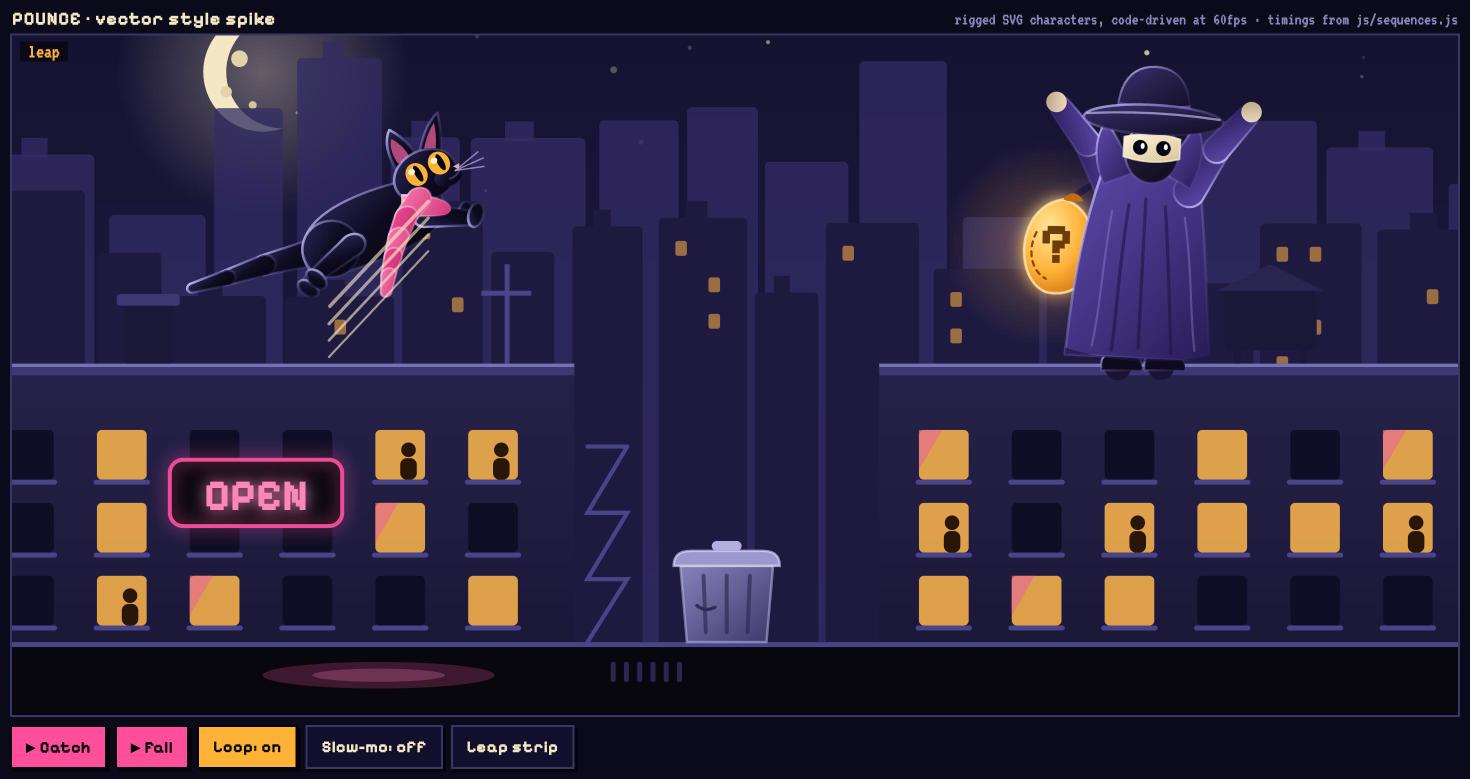 POUNCE · vector style spike
rigged SVG characters, code-driven at 60fps · timings from js/sequences.js
leap
?
OPEN
▶ Catch
▶ Fall
Loop: on
Slow-mo: off
Leap strip